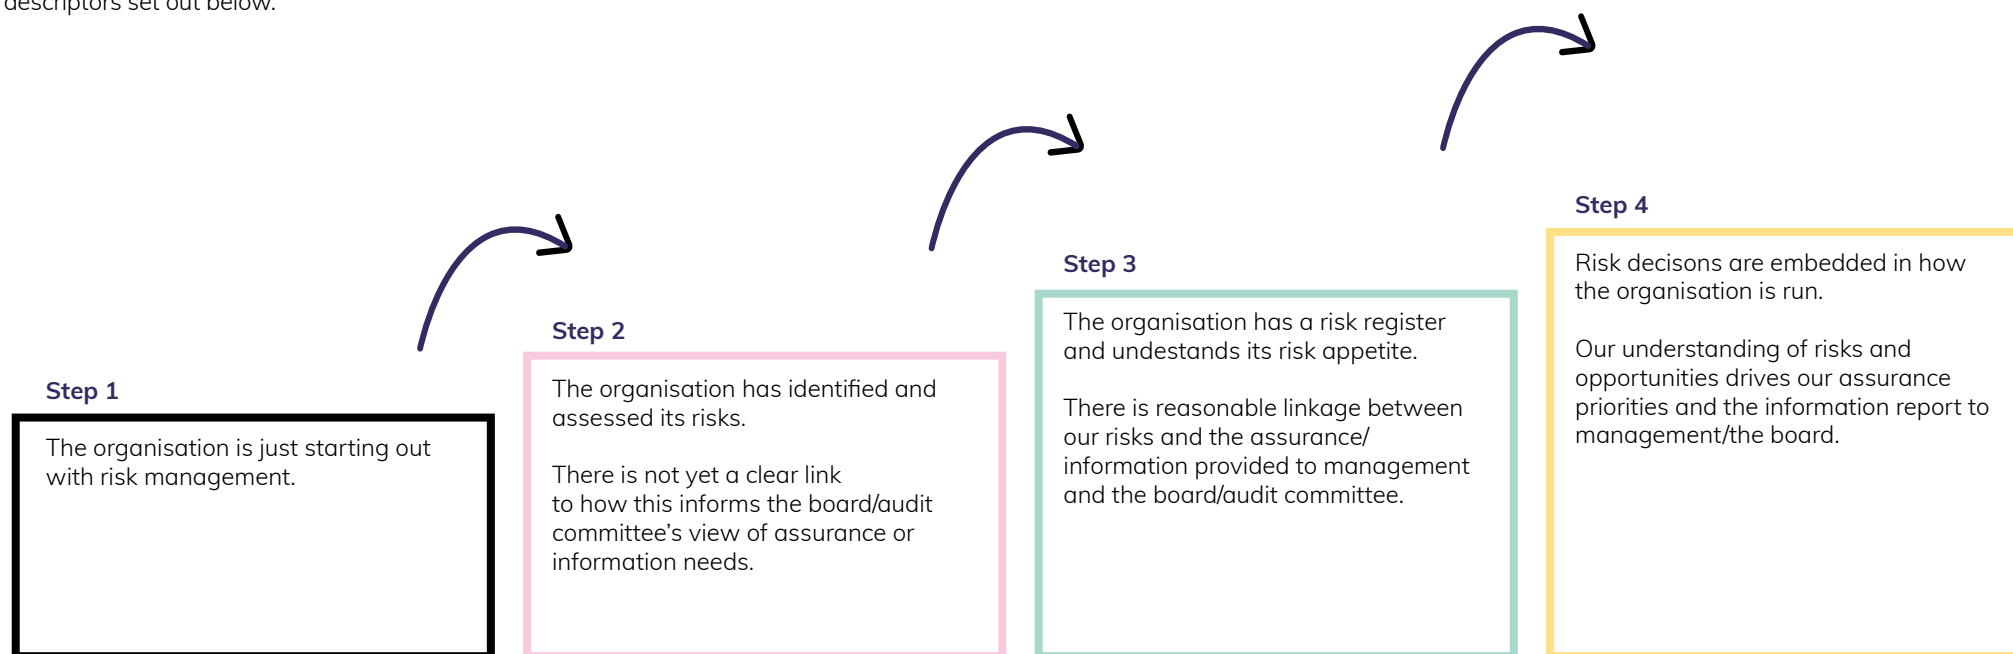 descriptors set out below.
Step 1
The organisation is just starting out
with risk management.
Step 2
The organisation has identified and
assessed its risks.
There is not yet a clear link
to how this informs the board/audit
committee’s view of assurance or
information needs.
Step 3
The organisation has a risk register
and undestands its risk appetite.
There is reasonable linkage between
our risks and the assurance/
information provided to management
and the board/audit committee.
Step 4
Risk decisons are embedded in how
the organisation is run.
Our understanding of risks and
opportunities drives our assurance
priorities and the information report to
management/the board.